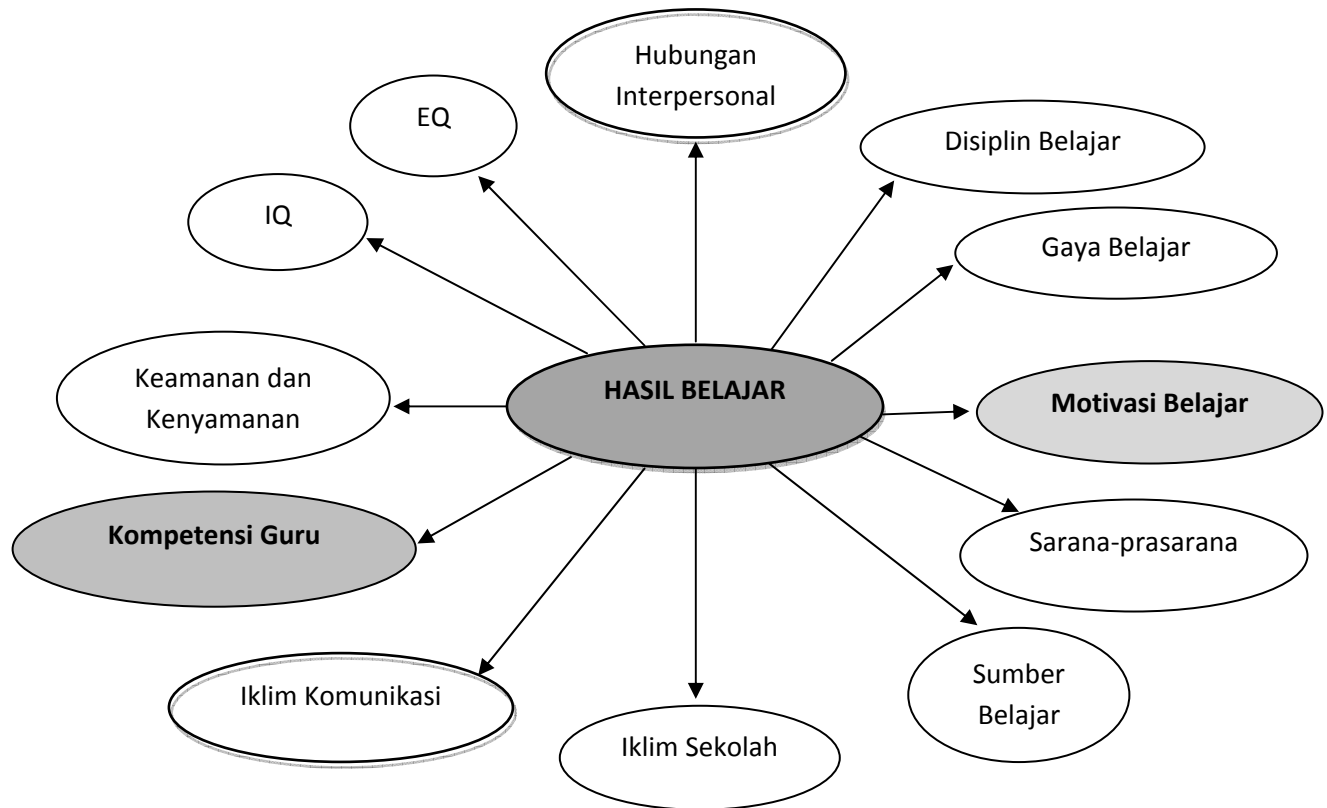 Hubungan
Interpersonal
EQ
Disiplin Belajar
IQ
Gaya Belajar
Keamanan dan
Kenyamanan
HASIL BELAJAR
Motivasi Belajar
Kompetensi Guru
Sarana-prasarana
Iklim Komunikasi
Sumber
Belajar
Iklim Sekolah